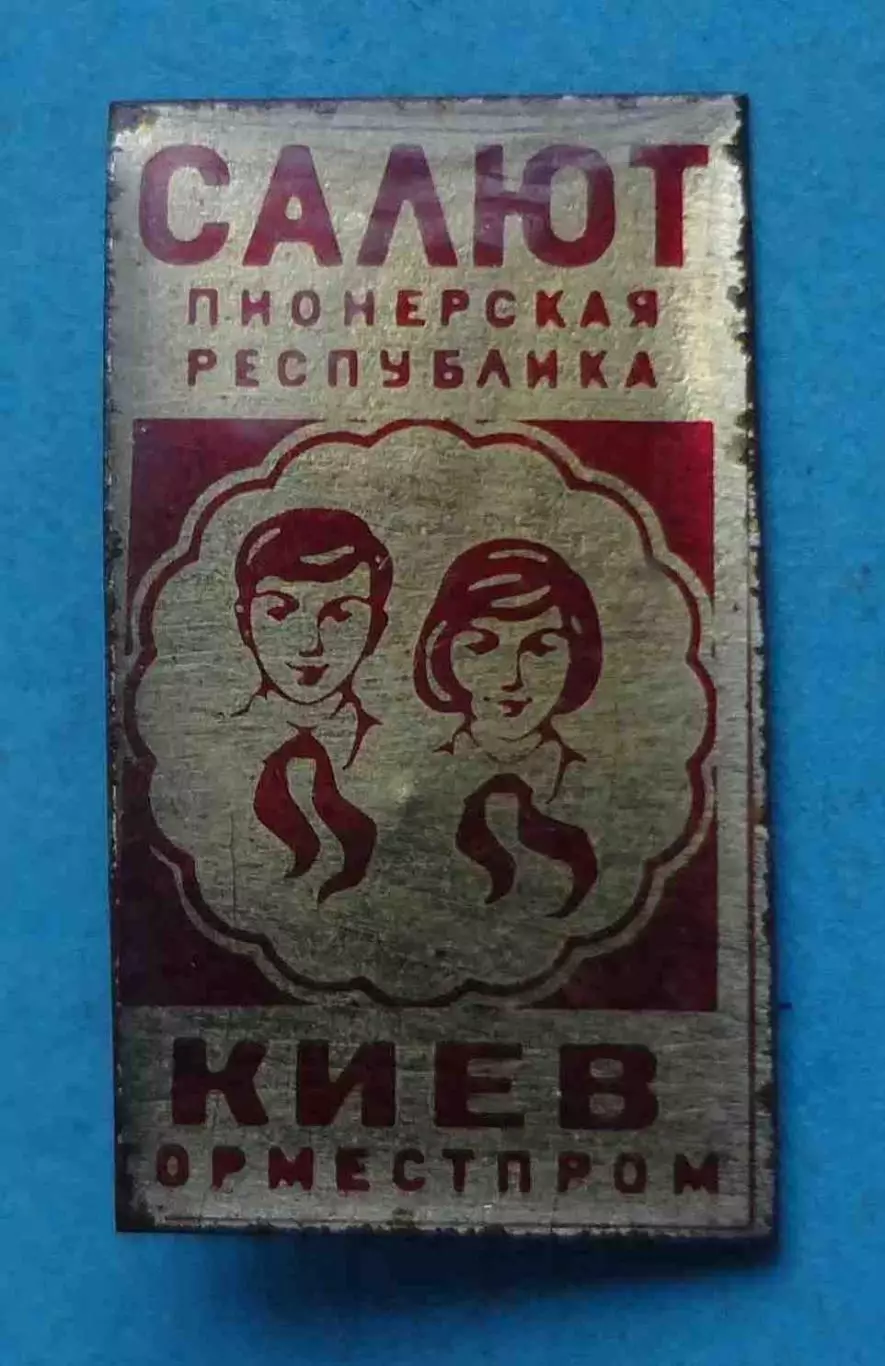 САЛЮТ
ПИОНЕРСКАЯ
РЕСПУБЛИКА
КИЕВ
ОРМЕСТПРОМ